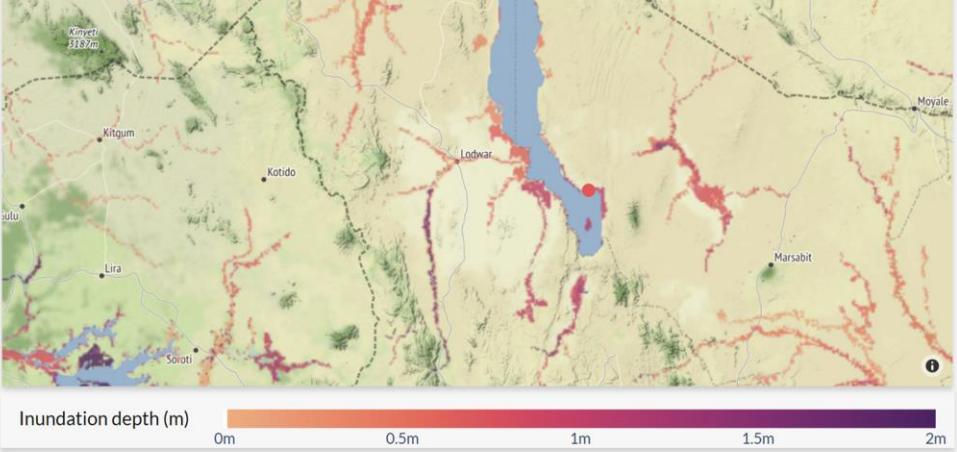 Kinyeti
3187m
Moyale
Kitgum
Lodwar
Kotido
ulu
Marsabit
Lira
Soroti
i
Inundation depth (m)
0m
0.5m
1m
1.5m
2m